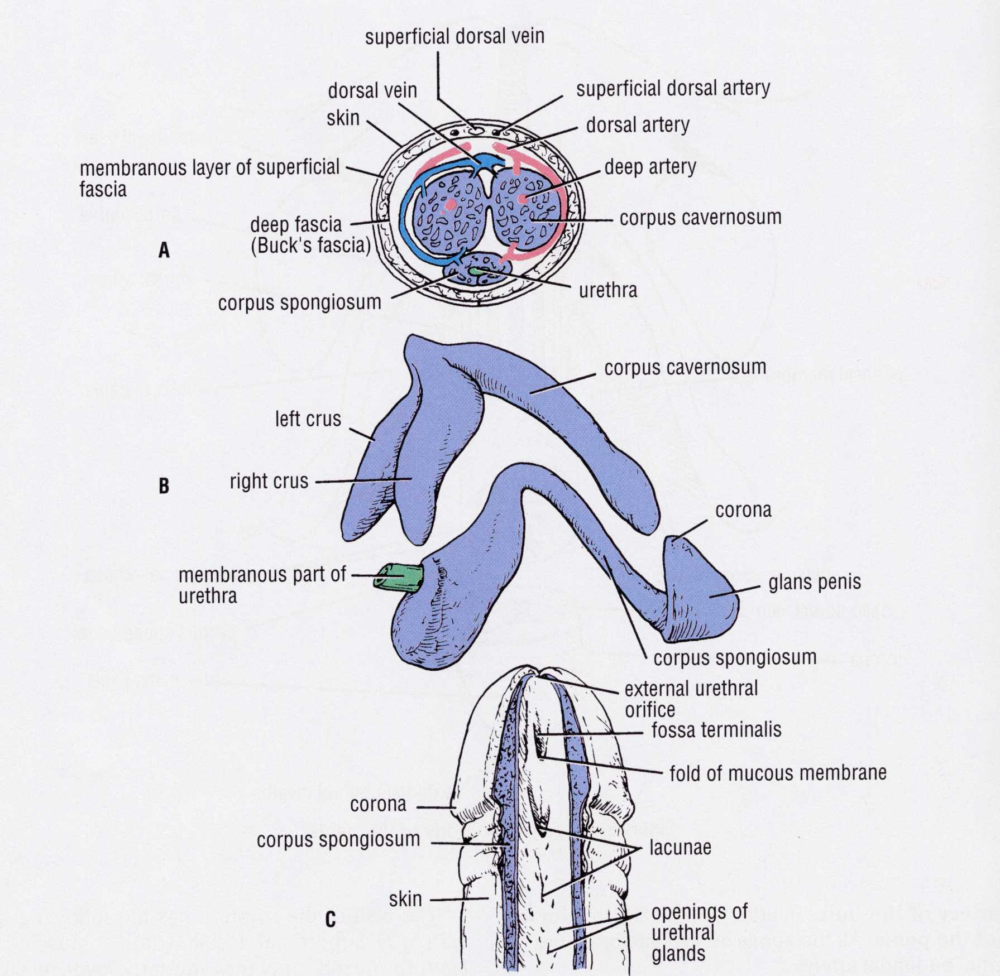 superficial dorsal vein
dorsal vein
superficial dorsal artery
skin
dorsal artery
membranous layer of superficial
fascia
deep artery
deep fascia
(Buck's fascia)
corpus cavernosum
A
urethra
corpus spongiosum
corpus cavernosum
left crus
B
right crus
corona
membranous part of
urethra
glans penis
corpus spongiosum
external urethral
orifice
fossa terminalis
fold of mucous membrane
corona
corpus spongiosum
lacunae
skin
C
openings of
urethral
glands